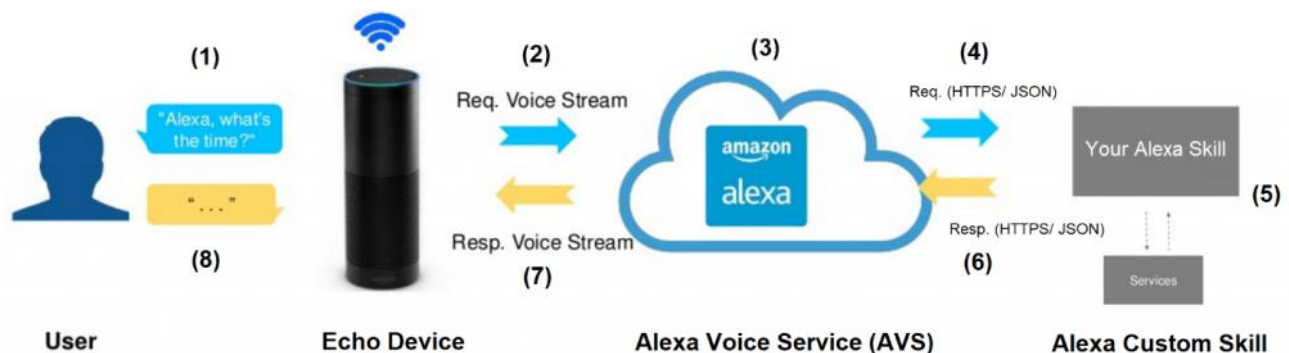 (1)
(2)
(3)
(4)
Req. Voice Stream
Req. (HTTPS/ JSON)
"Alexa, what's
the time?"
amazon
alexa
Your Alexa Skill
" . . . "
(5)
Resp. Voice Stream
Resp. (HTTPS/ JSON)
(8)
(7)
(6)
Services
User
Echo Device
Alexa Voice Service (AVS)
Alexa Custom Skill